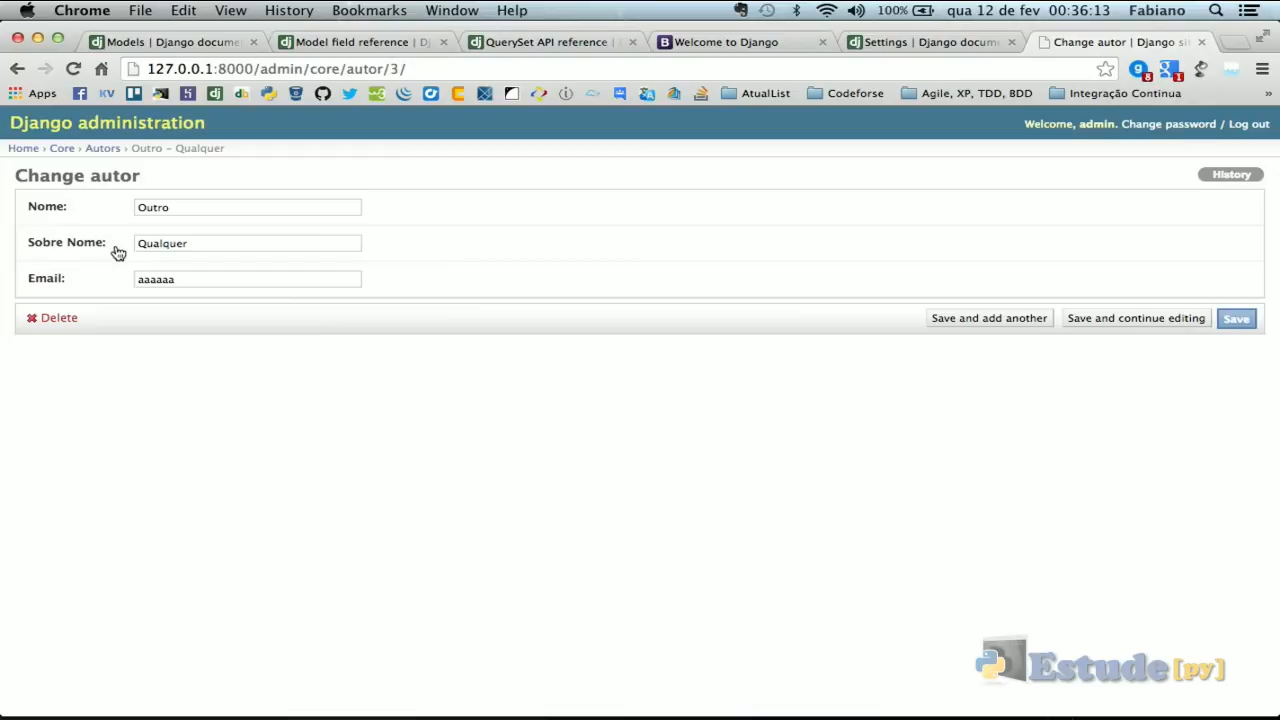 Chrome File Edit View History Bookmarks Window Help 100% qua 12 de fev 00:36:13 Fabiano
Models | Django docume Model field reference | D QuerySet API reference | Welcome to Django Settings | Django docum Change autor | Django si
127.0.0.1:8000/admin/core/autor/3/
Apps AtualList Codeforse Agile, XP, TDD, BDD Integração Continua »
Django administration
Welcome, admin. Change password / Log out
Home › Core › Autors › Outro - Qualquer
Change autor
History
Nome: Outro
Sobre Nome: Qualquer
Email: aaaaaa
Delete
Save and add another Save and continue editing Save
Estude[py]